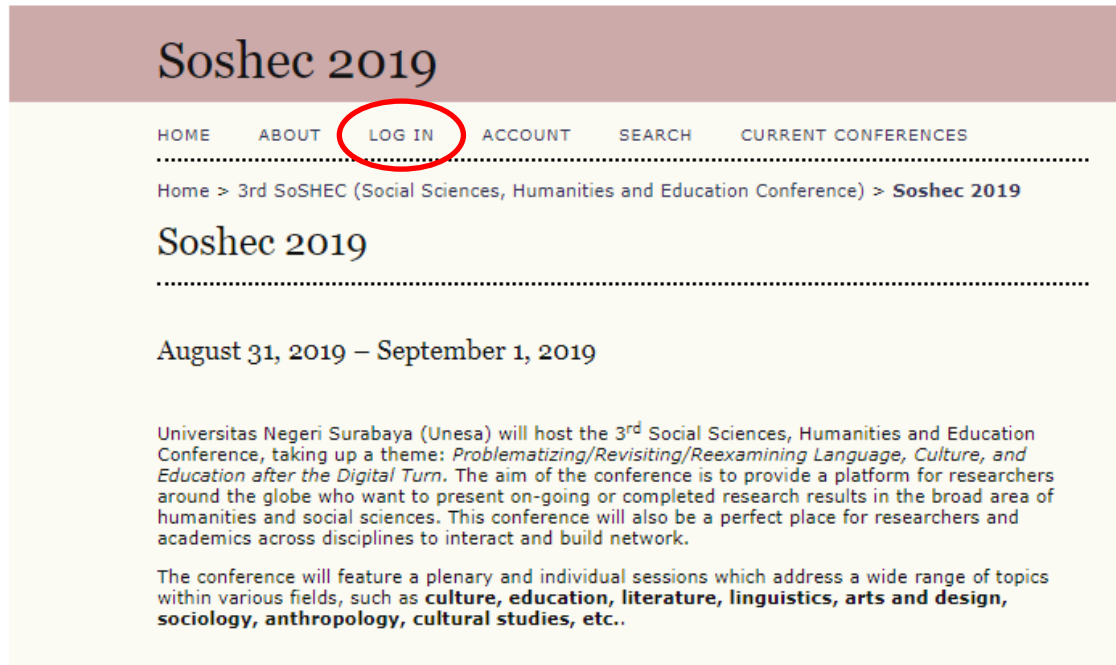 Soshec 2019
HOME ABOUT LOG IN ACCOUNT SEARCH CURRENT CONFERENCES
Home > 3rd SoSHEC (Social Sciences, Humanities and Education Conference) > Soshec 2019
Soshec 2019
August 31, 2019 – September 1, 2019
Universitas Negeri Surabaya (Unesa) will host the 3rd Social Sciences, Humanities and Education
Conference, taking up a theme: Problematizing/Revisiting/Reexamining Language, Culture, and
Education after the Digital Turn. The aim of the conference is to provide a platform for researchers
around the globe who want to present on-going or completed research results in the broad area of
humanities and social sciences. This conference will also be a perfect place for researchers and
academics across disciplines to interact and build network.
The conference will feature a plenary and individual sessions which address a wide range of topics
within various fields, such as culture, education, literature, linguistics, arts and design,
sociology, anthropology, cultural studies, etc..